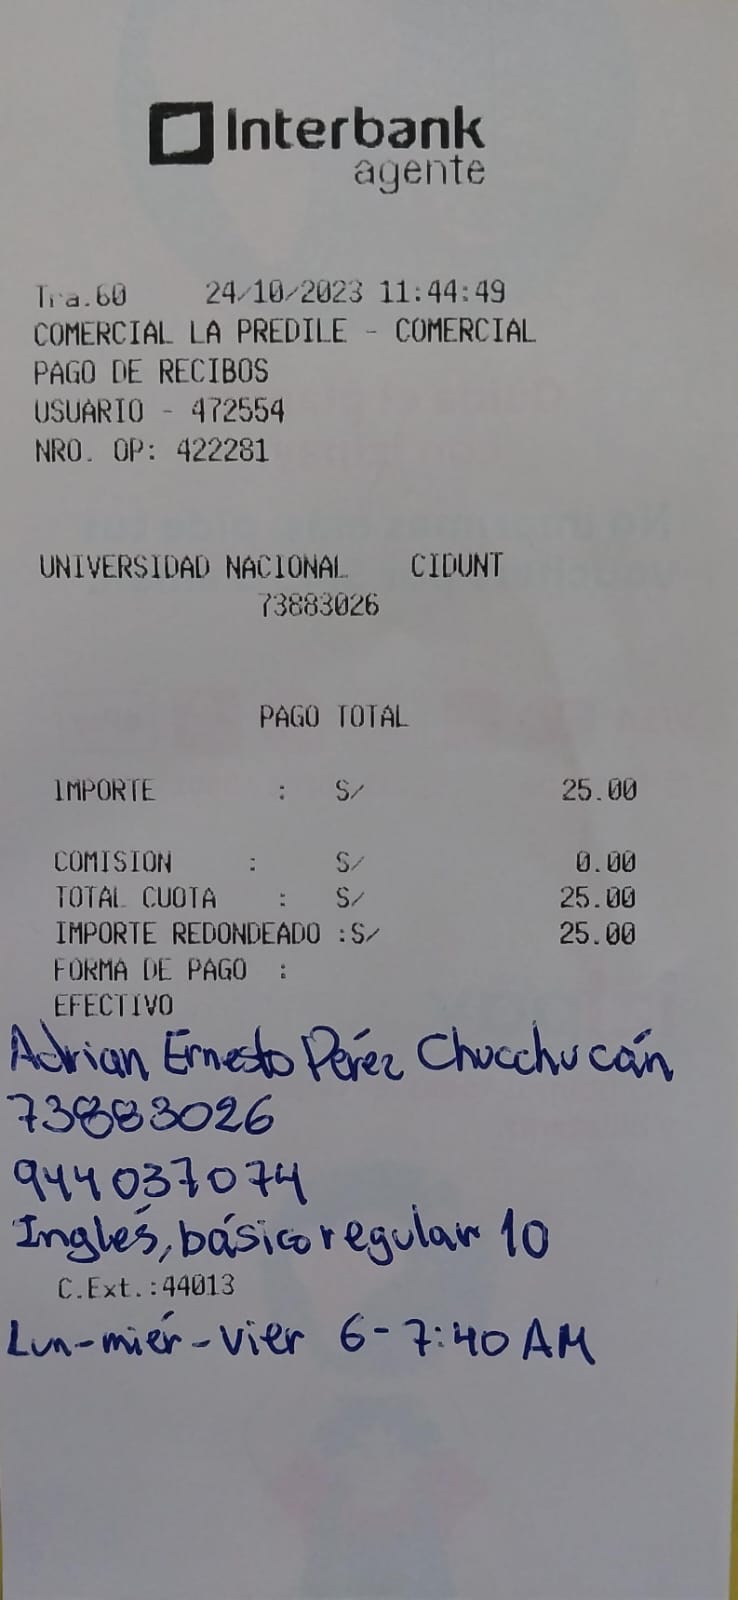 Interbank
agente
Tra.60 24/10/2023 11:44:49
COMERCIAL LA PREDILE - COMERCIAL
PAGO DE RECIBOS
USUARIO - 472554
NRO. OP: 422281
UNIVERSIDAD NACIONAL CIDUNT
73883026
PAGO TOTAL
IMPORTE : S/ 25.00
COMISION : S/ 0.00
TOTAL CUOTA : S/ 25.00
IMPORTE REDONDEADO :S/ 25.00
FORMA DE PAGO :
EFECTIVO
Adrian Ernesto Pérez Chucchucán
73883026
944037074
Inglés, básico regular 10
C.Ext.:44013
Lun-miér-vier 6-7:40 AM